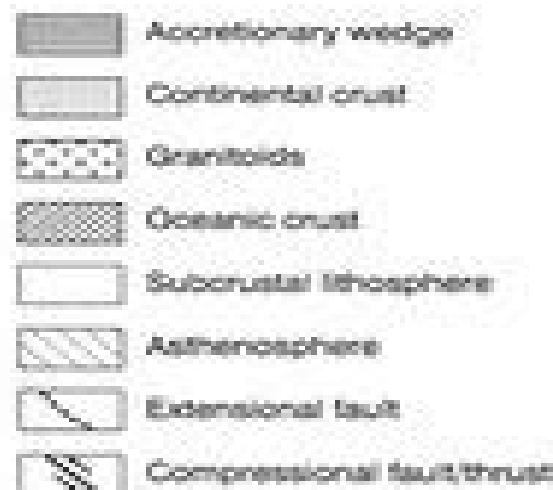 Accretionary wedge
Continental crust
Granitoids
Oceanic crust
Subcrustal lithosphere
Asthenosphere
Extensional fault
Compressional fault/thrust